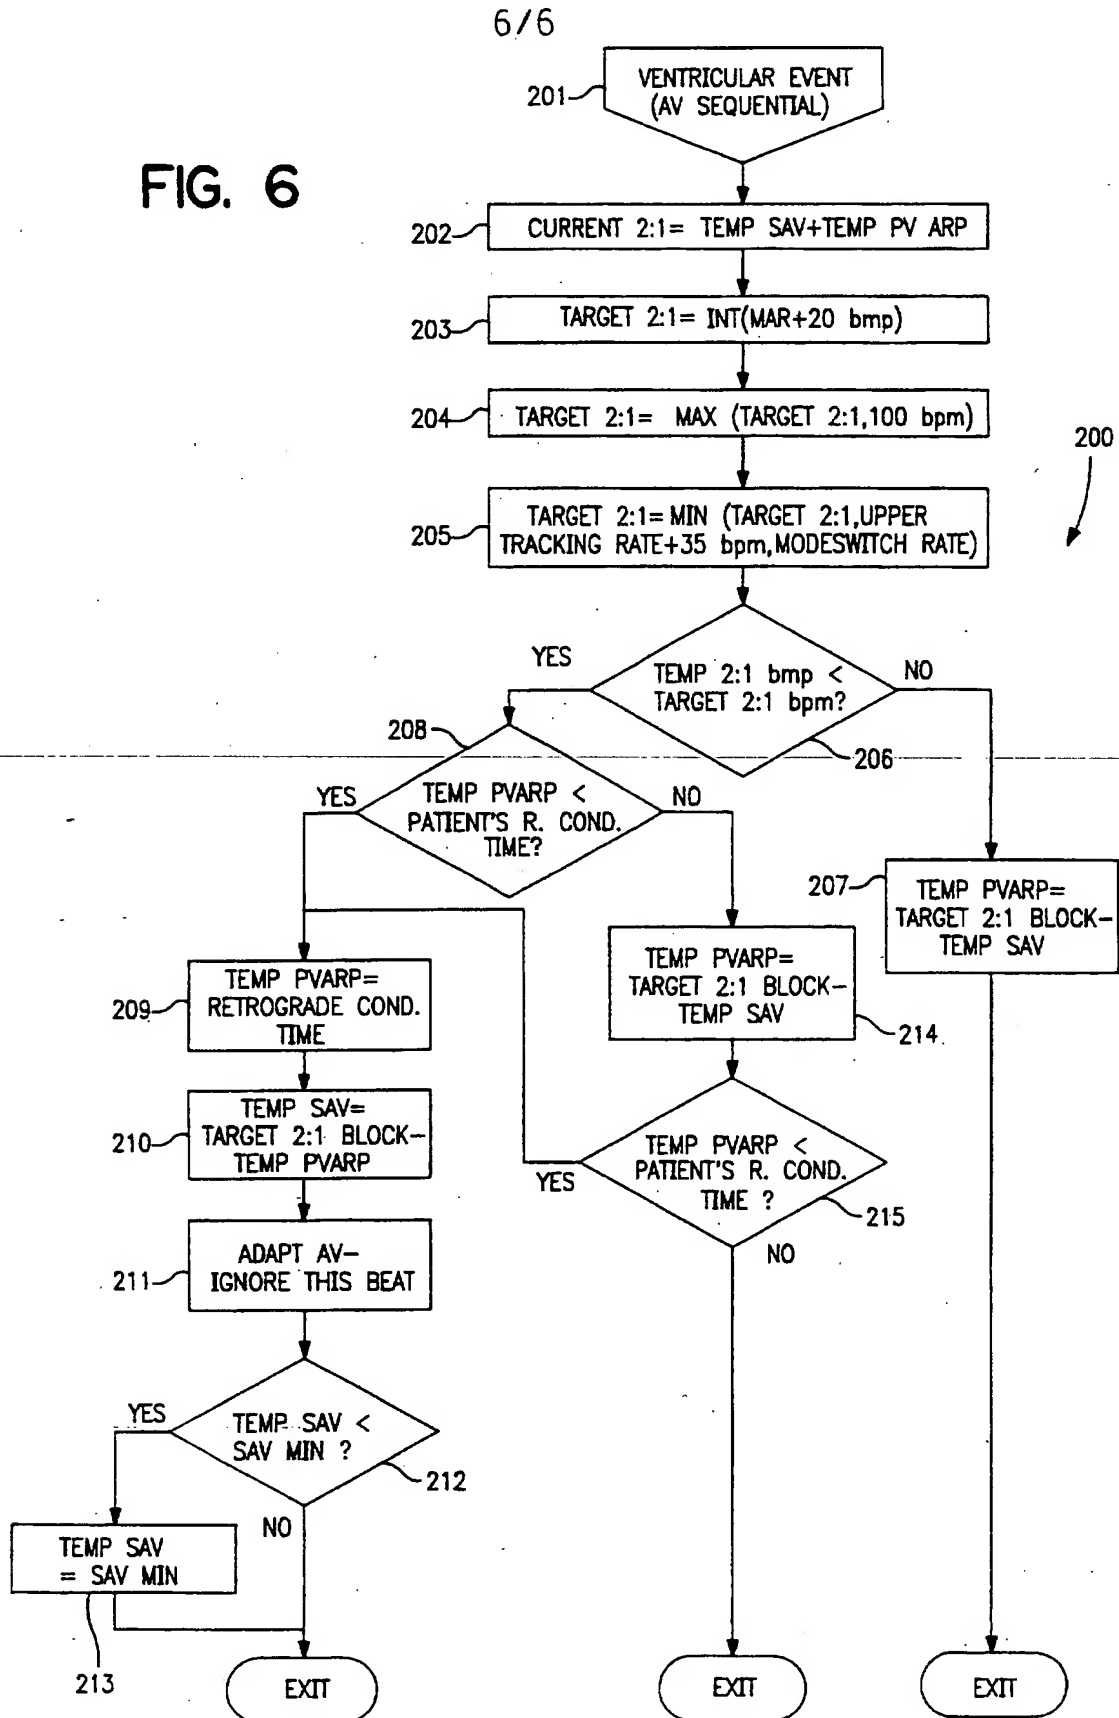 6/6
FIG. 6
VENTRICULAR EVENT
(AV SEQUENTIAL)
201
CURRENT 2:1= TEMP SAV+TEMP PV ARP
202
TARGET 2:1= INT(MAR+20 bmp)
203
TARGET 2:1= MAX (TARGET 2:1,100 bpm)
204
200
TARGET 2:1=MIN (TARGET 2:1,UPPER
TRACKING RATE+35 bpm,MODESWITCH RATE)
205
YES
TEMP 2:1 bmp <
TARGET 2:1 bpm?
NO
206
208
YES
TEMP PVARP <
PATIENT'S R. COND.
TIME?
NO
207
TEMP PVARP=
TARGET 2:1 BLOCK-
TEMP SAV
TEMP PVARP=
TARGET 2:1 BLOCK-
TEMP SAV
214
209
TEMP PVARP=
RETROGRADE COND.
TIME
210
TEMP SAV=
TARGET 2:1 BLOCK-
TEMP PVARP
YES
TEMP PVARP <
PATIENT'S R. COND.
TIME ?
215
NO
211
ADAPT AV-
IGNORE THIS BEAT
YES
TEMP SAV <
SAV MIN ?
212
NO
TEMP SAV
= SAV MIN
213
EXIT
EXIT
EXIT